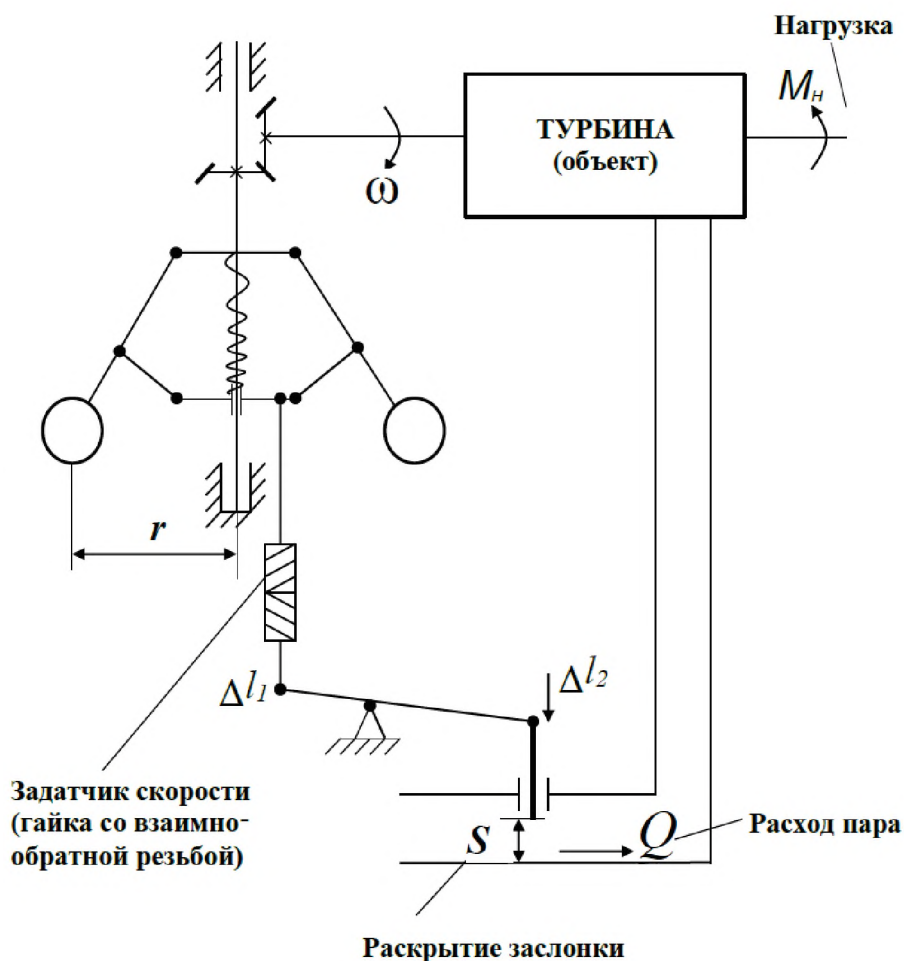 Нагрузка
Mн
ТУРБИНА
(объект)
ω
r
Δl1
Δl2
Задатчик скорости
(гайка со взаимно-
обратной резьбой)
S
Q
Расход пара
Раскрытие заслонки